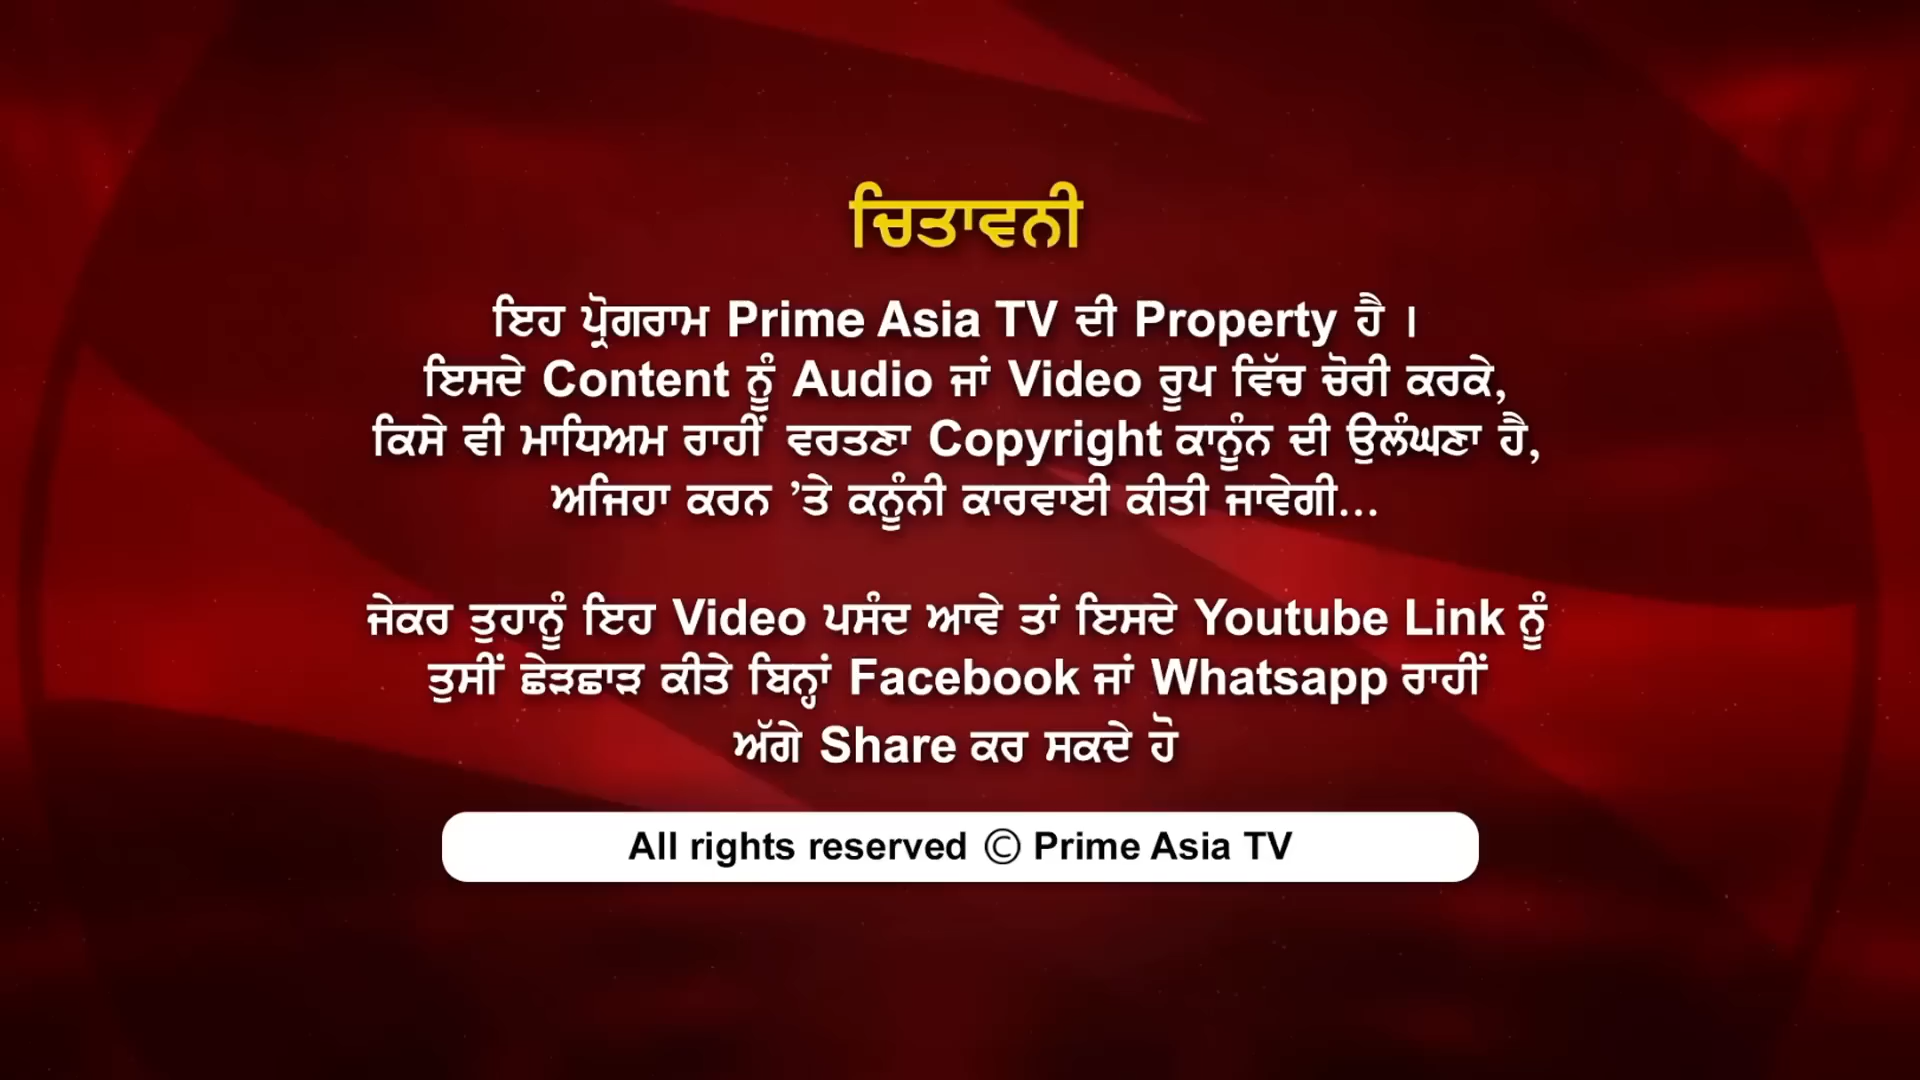 ਚਿਤਾਵਨੀ
ਇਹ ਪ੍ਰੋਗਰਾਮ Prime Asia TV ਦੀ Property ਹੈ ।
ਇਸਦੇ Content ਨੂੰ Audio ਜਾਂ Video ਰੂਪ ਵਿੱਚ ਚੋਰੀ ਕਰਕੇ,
ਕਿਸੇ ਵੀ ਮਾਧਿਅਮ ਰਾਹੀਂ ਵਰਤਣਾ Copyright ਕਾਨੂੰਨ ਦੀ ਉਲੰਘਣਾ ਹੈ,
ਅਜਿਹਾ ਕਰਨ ’ਤੇ ਕਨੂੰਨੀ ਕਾਰਵਾਈ ਕੀਤੀ ਜਾਵੇਗੀ...
ਜੇਕਰ ਤੁਹਾਨੂੰ ਇਹ Video ਪਸੰਦ ਆਵੇ ਤਾਂ ਇਸਦੇ Youtube Link ਨੂੰ
ਤੁਸੀਂ ਛੇੜਛਾੜ ਕੀਤੇ ਬਿਨ੍ਹਾਂ Facebook ਜਾਂ Whatsapp ਰਾਹੀਂ
ਅੱਗੇ Share ਕਰ ਸਕਦੇ ਹੋ
All rights reserved © Prime Asia TV